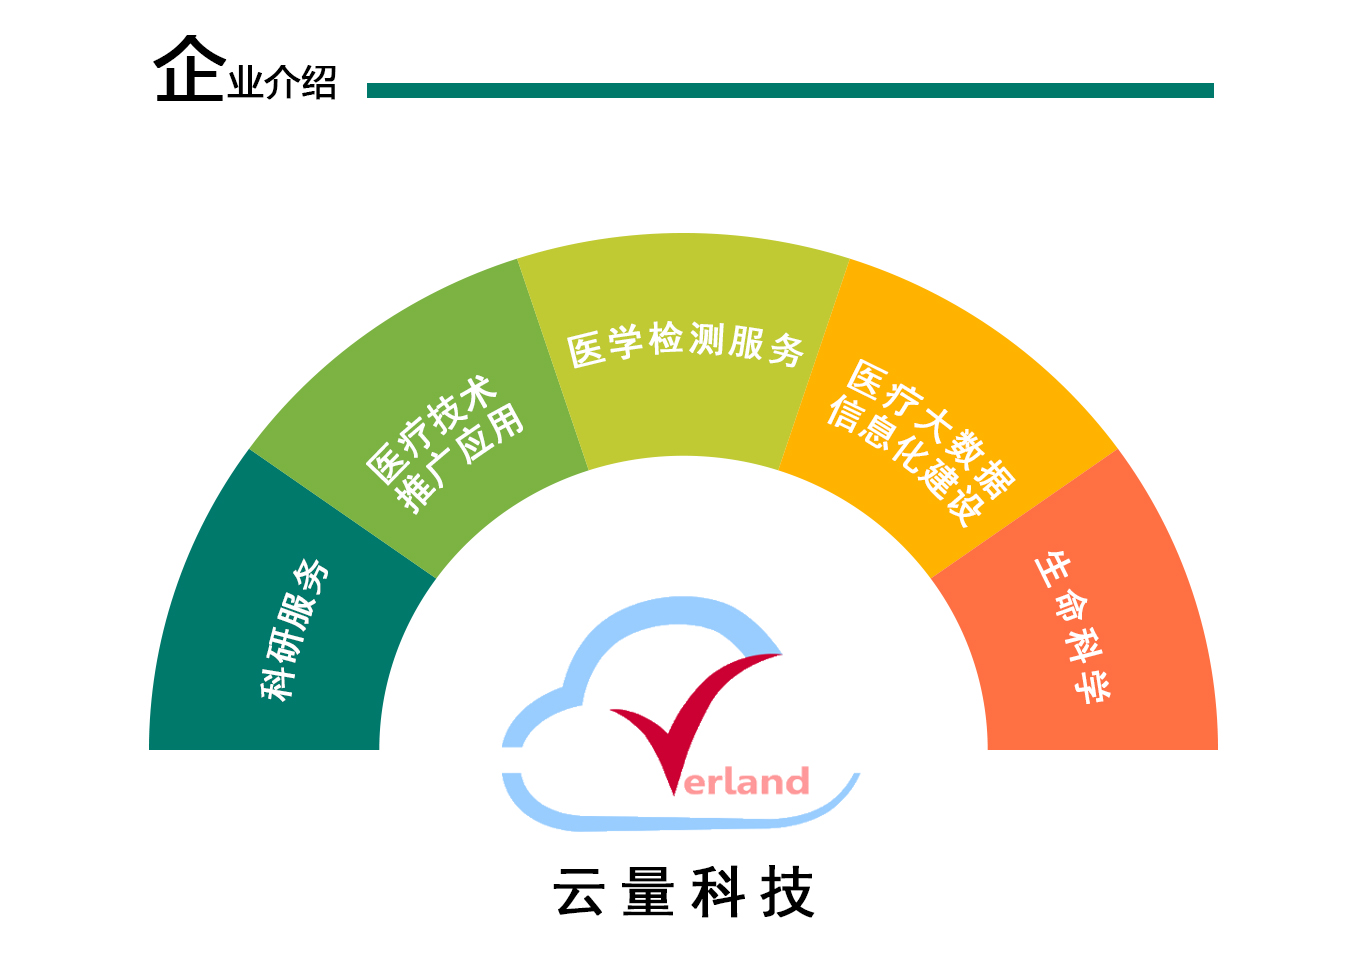 企业介绍
科研服务
医疗技术
推广应用
医学检测服务
医疗大数据
信息化建设
生命科学
Verland
云量科技